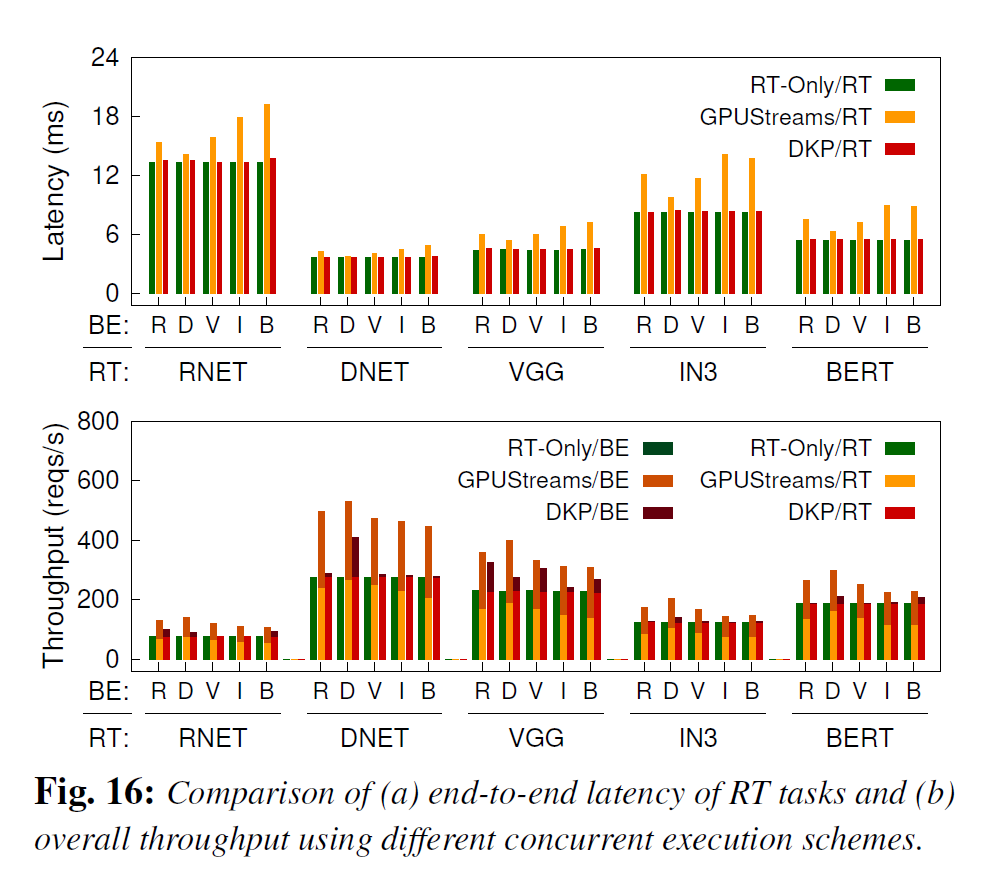 24
18
12
6
0
Latency (ms)
RT-Only/RT
GPUStreams/RT
DKP/RT
BE: R D V I B R D V I B R D V I B R D V I B R D V I B
RT: RNET DNET VGG IN3 BERT
800
600
400
200
0
Throughput (reqs/s)
RT-Only/BE RT-Only/RT
GPUStreams/BE GPUStreams/RT
DKP/BE DKP/RT
BE: R D V I B R D V I B R D V I B R D V I B R D V I B
RT: RNET DNET VGG IN3 BERT
Fig. 16: Comparison of (a) end-to-end latency of RT tasks and (b)
overall throughput using different concurrent execution schemes.